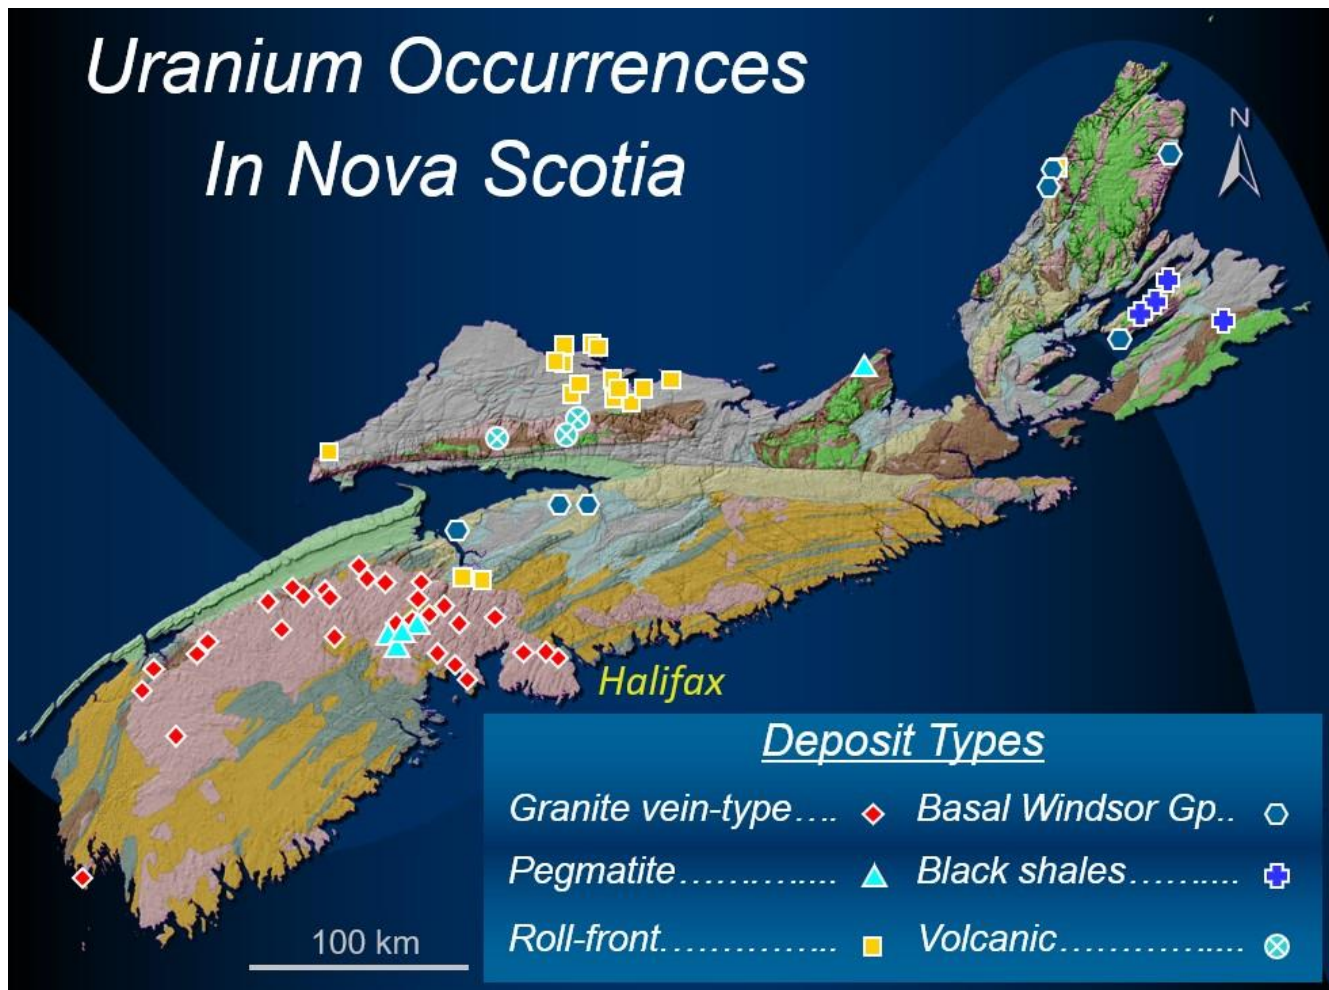 Uranium Occurrences
In Nova Scotia
N
Halifax
Deposit Types
Granite vein-type....
Basal Windsor Gp..
Pegmatite.................
Black shales...........
Roll-front..................
Volcanic...................
100 km